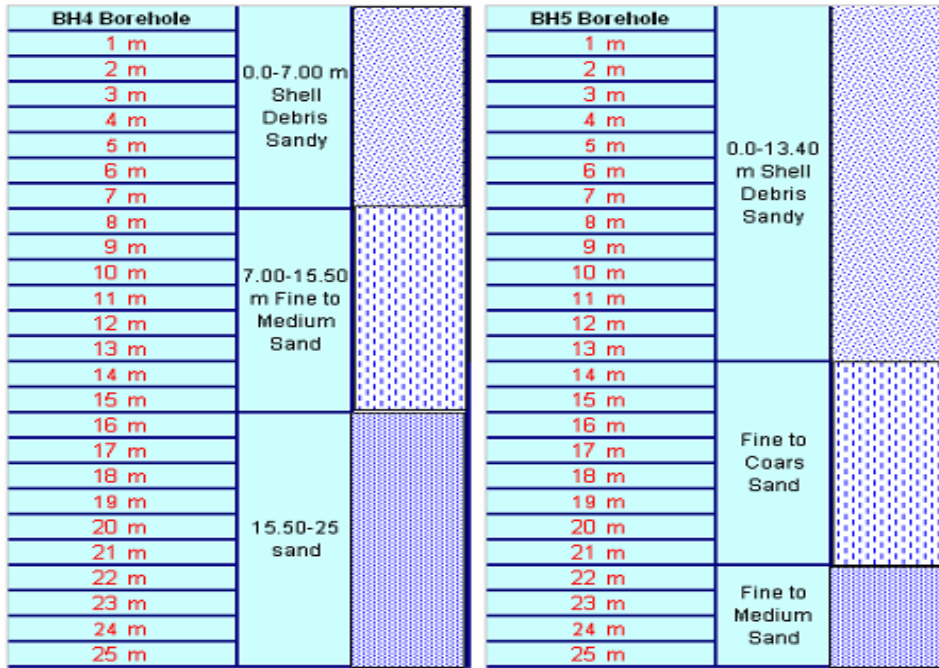 BH4 Borehole
1 m
2 m
3 m
4 m
5 m
6 m
7 m
8 m
9 m
10 m
11 m
12 m
13 m
14 m
15 m
16 m
17 m
18 m
19 m
20 m
21 m
22 m
23 m
24 m
25 m
0.0-7.00 m
Shell
Debris
Sandy
7.00-15.50
m Fine to
Medium
Sand
15.50-25
sand
BH5 Borehole
1 m
2 m
3 m
4 m
5 m
6 m
7 m
8 m
9 m
10 m
11 m
12 m
13 m
14 m
15 m
16 m
17 m
18 m
19 m
20 m
21 m
22 m
23 m
24 m
25 m
0.0-13.40
m Shell
Debris
Sandy
Fine to
Coars
Sand
Fine to
Medium
Sand